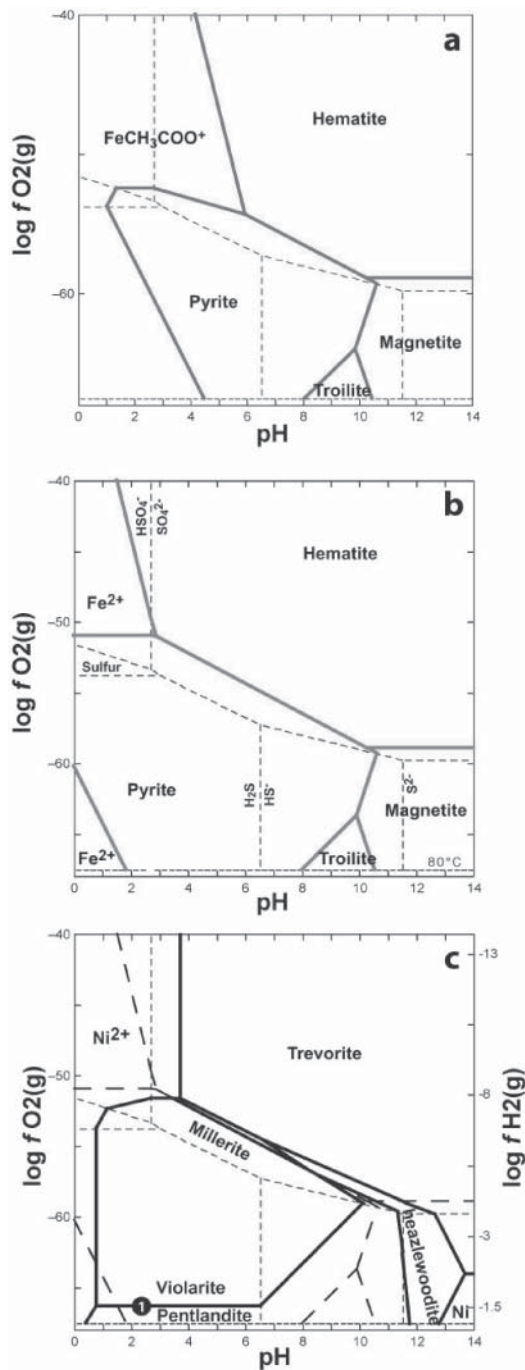 −40
a
Hematite
FeCH₃COO⁺
log f O2(g)
Pyrite
−60
Magnetite
Troilite
0 2 4 6 8 10 12 14
pH
−40
b
HSO₄⁻
SO₄²⁻
Hematite
Fe²⁺
−50
Sulfur
log f O2(g)
−60
Pyrite
H₂S
HS⁻
S²⁻
Magnetite
Fe²⁺
Troilite
80°C
0 2 4 6 8 10 12 14
pH
−40
c
-13
Ni²⁺
Trevorite
−50
-8
Millerite
log f O2(g)
log f H2(g)
−60
-3
heazlewoodite
Violarite
1
Pentlandite
Ni
-1.5
0 2 4 6 8 10 12 14
pH